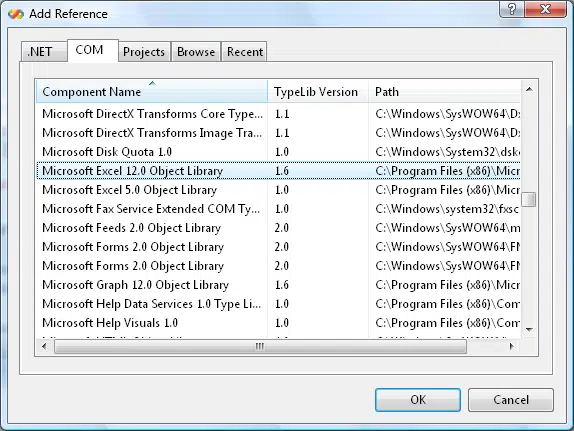 Add Reference
.NET COM Projects Browse Recent
Component Name TypeLib Version Path
Microsoft DirectX Transforms Core Type... 1.1 C:\Windows\SysWOW64\Dx
Microsoft DirectX Transforms Image Tra... 1.1 C:\Windows\SysWOW64\Dx
Microsoft Disk Quota 1.0 1.0 C:\Windows\System32\dsk
Microsoft Excel 12.0 Object Library 1.6 C:\Program Files (x86)\Micr
Microsoft Excel 5.0 Object Library 1.0 C:\Program Files (x86)\Micr
Microsoft Fax Service Extended COM Ty... 1.0 C:\Windows\system32\fxsc
Microsoft Feeds 2.0 Object Library 2.0 C:\Windows\SysWOW64\m
Microsoft Forms 2.0 Object Library 2.0 C:\Windows\SysWOW64\FN
Microsoft Forms 2.0 Object Library 2.0 C:\Windows\SysWOW64\FN
Microsoft Graph 12.0 Object Library 1.6 C:\Program Files (x86)\Micr
Microsoft Help Data Services 1.0 Type Li... 1.0 C:\Program Files (x86)\Com
Microsoft Help Visuals 1.0 1.0 C:\Program Files (x86)\Com
OK Cancel